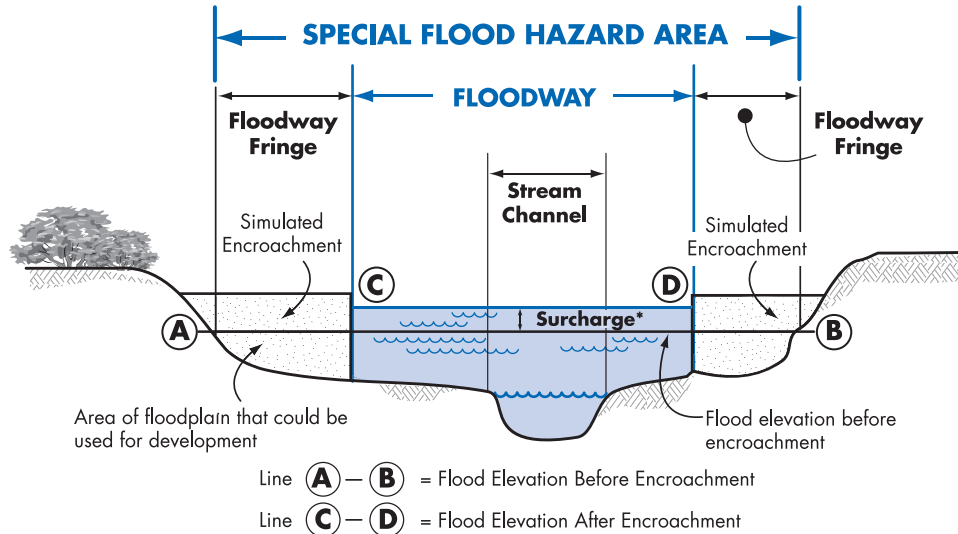 SPECIAL FLOOD HAZARD AREA
FLOODWAY
Floodway
Fringe
Floodway
Fringe
Stream
Channel
Simulated
Encroachment
Simulated
Encroachment
C
D
Surcharge*
A
B
Area of floodplain that could be
used for development
Flood elevation before
encroachment
Line A – B = Flood Elevation Before Encroachment
Line C – D = Flood Elevation After Encroachment